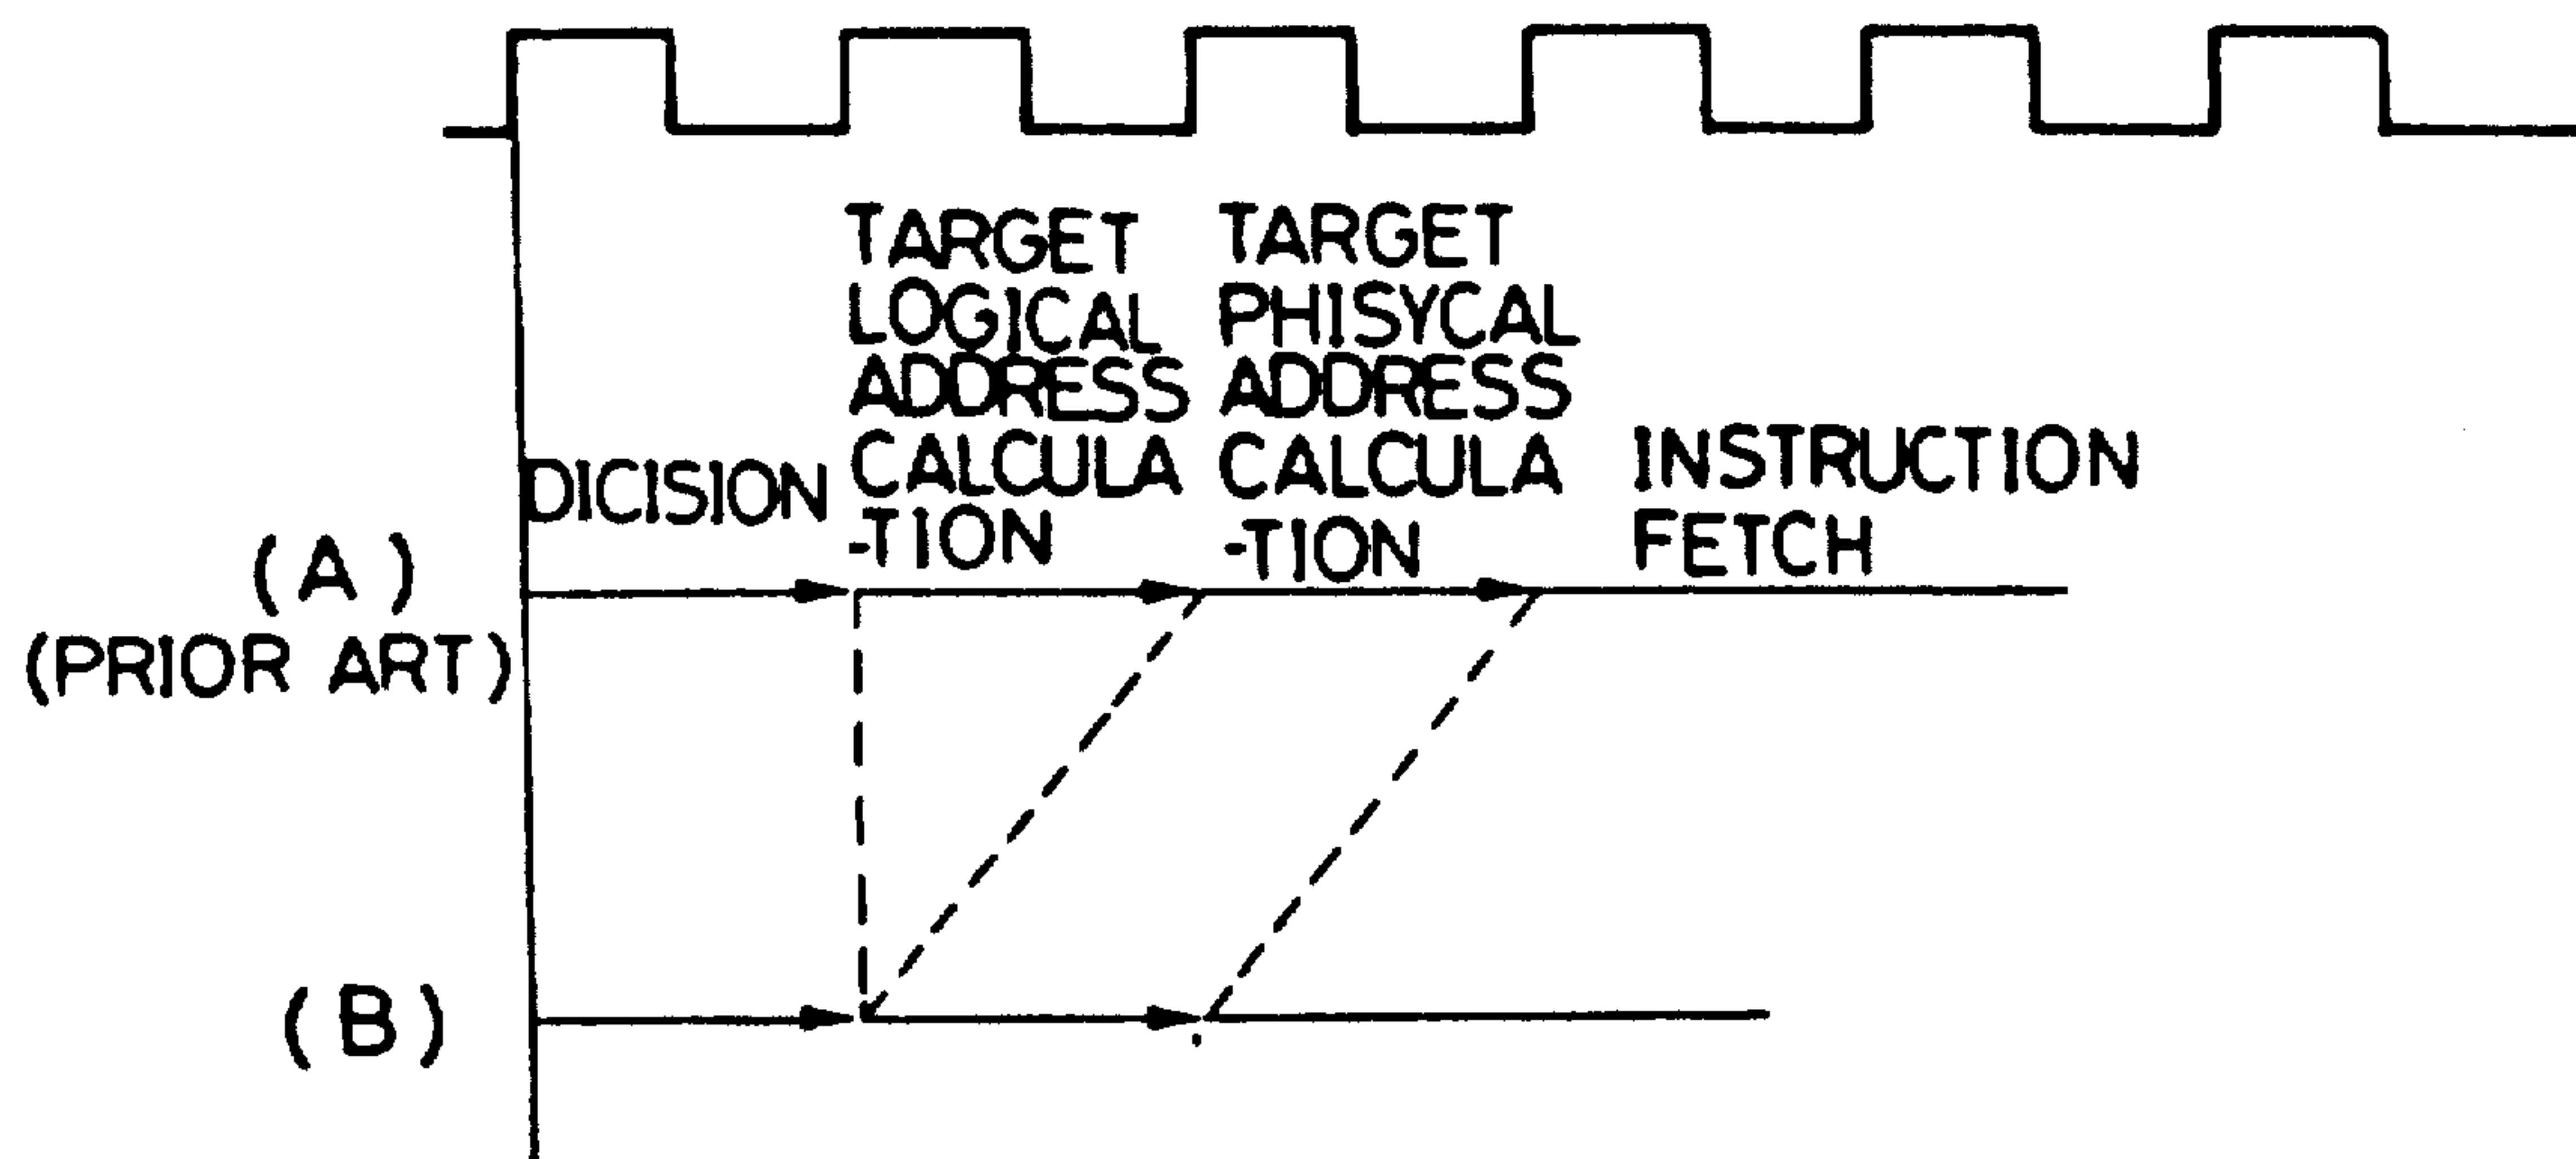 TARGET
LOGICAL
ADDRESS
CALCULA
-TION
TARGET
PHISYCAL
ADDRESS
CALCULA
-TION
DICISION
INSTRUCTION
FETCH
(A)
(PRIOR ART)
(B)